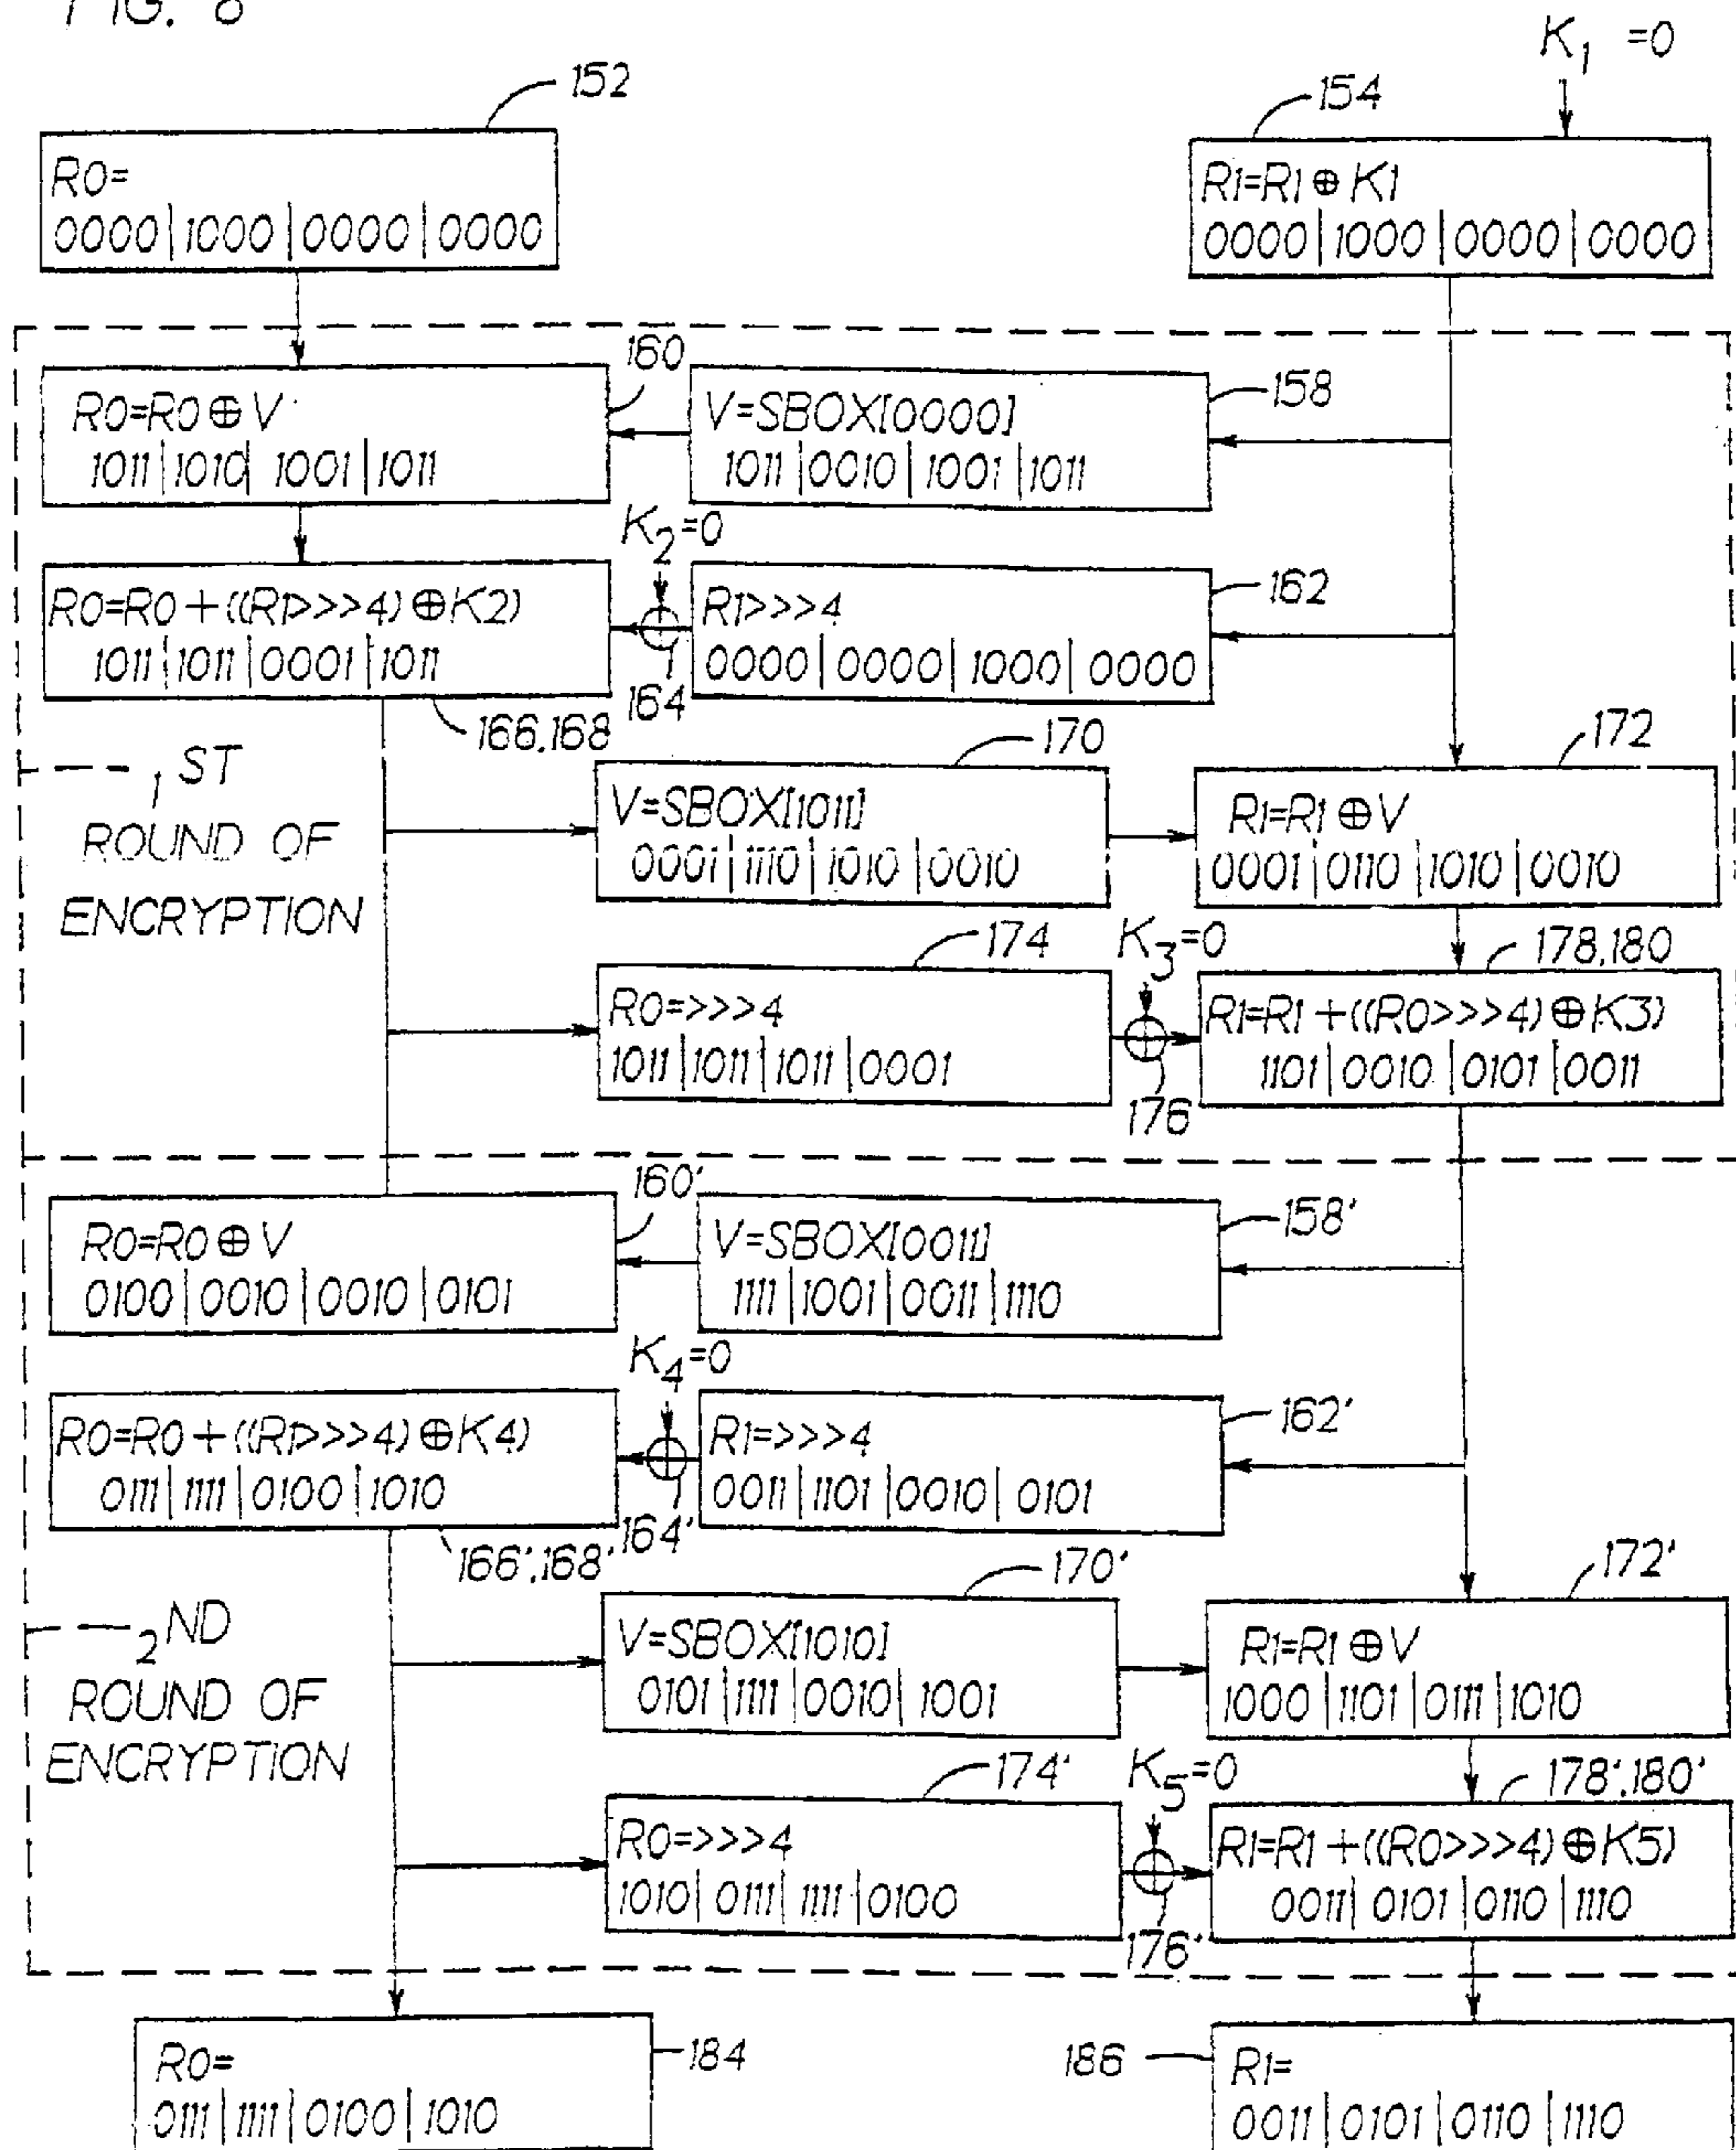 FIG. 8
K1 =0
152
154
R0=
0000|1000|0000|0000
R1=R1⊕K1
0000|1000|0000|0000
160
R0=R0⊕V
1011|1010|1001|1011
V=SBOX[0000]
1011|0010|1001|1011
158
K2=0
R0=R0+((R1>>>4)⊕K2)
1011|1011|0001|1011
R1>>>4
0000|0000|1000|0000
162
164
166,168
1ST
ROUND OF
ENCRYPTION
170
V=SBOX[1011]
0001|1110|1010|0010
172
R1=R1⊕V
0001|0110|1010|0010
174
K3=0
178,180
R0=>>>4
1011|1011|1011|0001
R1=R1+((R0>>>4)⊕K3)
1101|0010|0101|0011
176
160'
R0=R0⊕V
0100|0010|0010|0101
V=SBOX[0011]
1111|1001|0011|1110
158'
K4=0
R0=R0+((R1>>>4)⊕K4)
0111|1111|0100|1010
R1=>>>4
0011|1101|0010|0101
162'
164'
166',168'
2ND
ROUND OF
ENCRYPTION
170'
V=SBOX[1010]
0101|1111|0010|1001
172'
R1=R1⊕V
1000|1101|0111|1010
174'
K5=0
178',180'
R0=>>>4
1010|0111|1111|0100
R1=R1+((R0>>>4)⊕K5)
0011|0101|0110|1110
176'
R0=
0111|1111|0100|1010
184
186
R1=
0011|0101|0110|1110